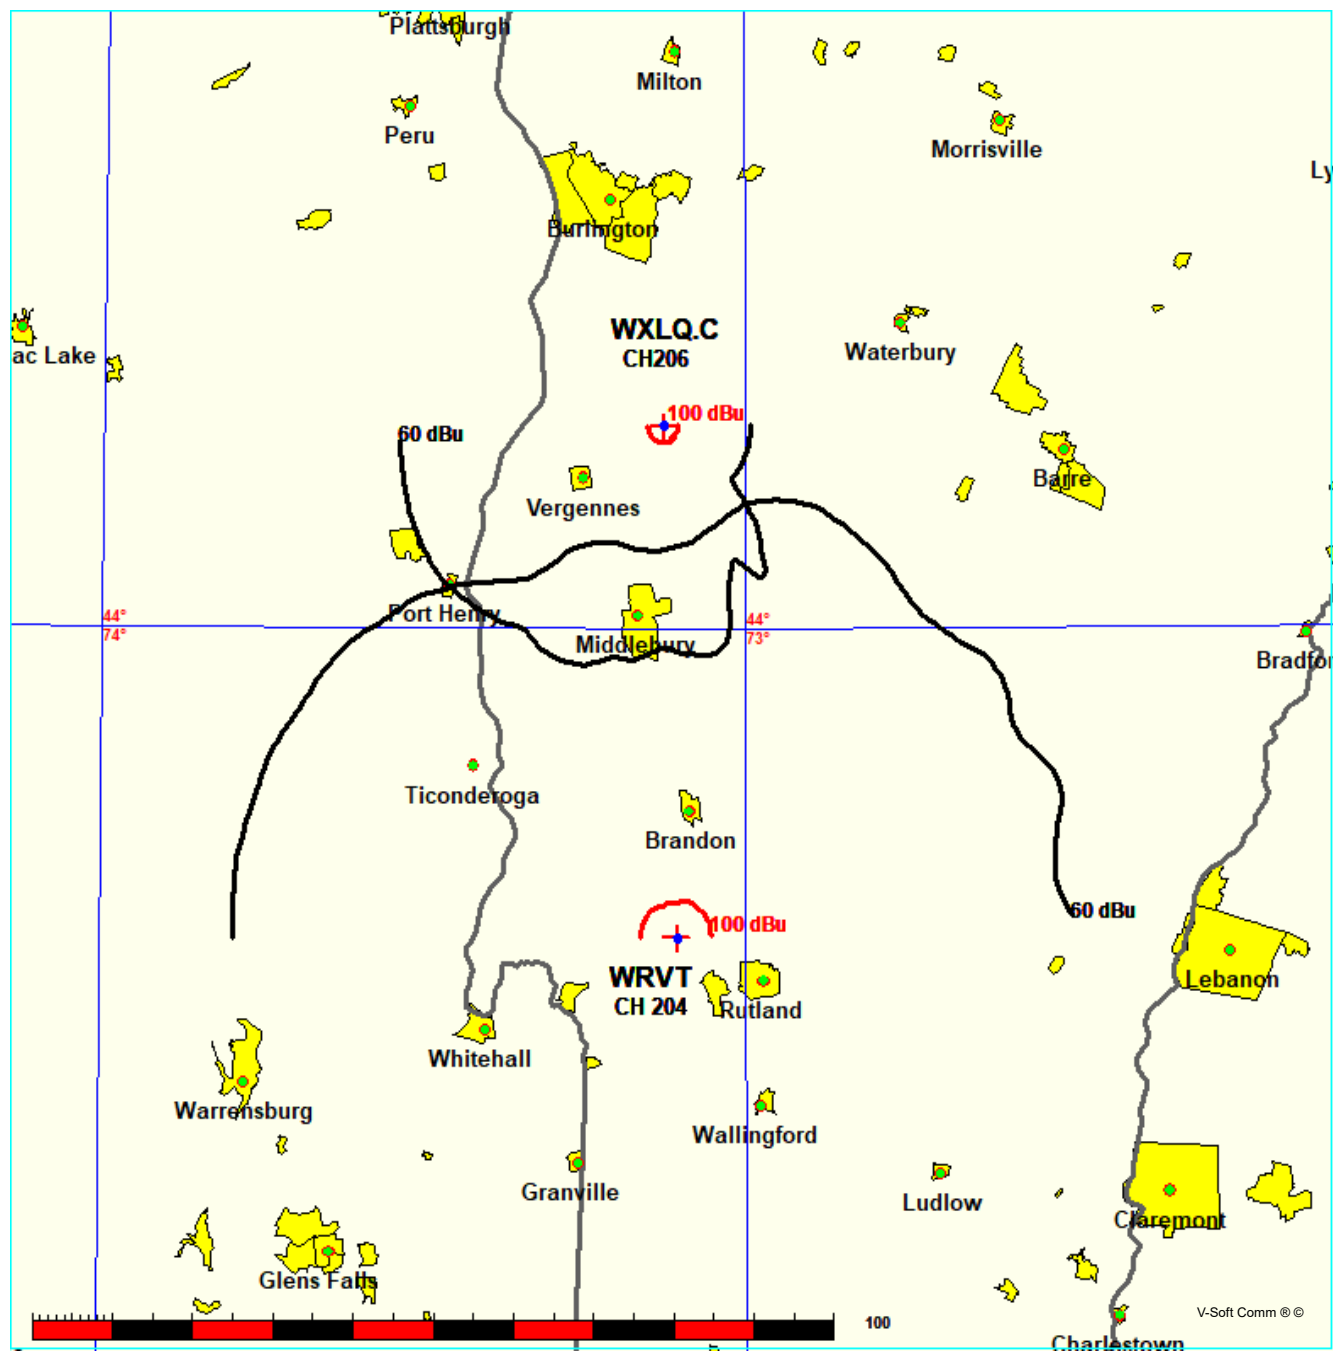 Plattsburgh
Milton
Peru
Morrisville
Ly
Burlington
WXLQ.C
CH206
ac Lake
Waterbury
100 dBu
60 dBu
Barre
Vergennes
Port Henry
44°
74°
44°
73°
Middlebury
Bradfor
Ticonderoga
Brandon
60 dBu
100 dBu
WRVT
CH 204
Lebanon
Rutland
Whitehall
Warrensburg
Wallingford
Granville
Ludlow
Claremont
Glens Falls
V-Soft Comm ® ©
100
Charlestown